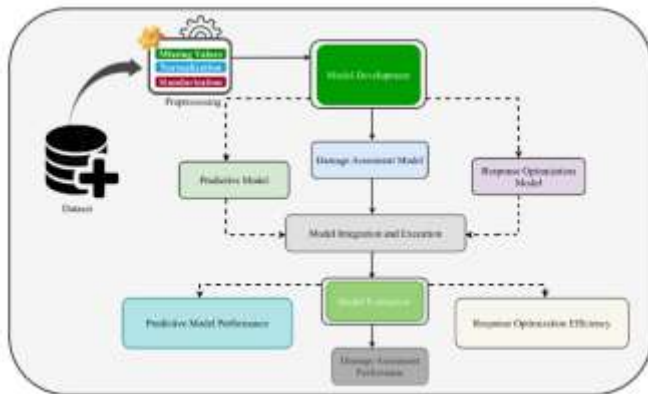 Missing Values
Normalization
Standarization
Preprocessing
Model Development
Dataset
Predictive Model
Damage Assessment Model
Response Optimization
Model
Model Integration and Execution
Model Evaluation
Predictive Model Performance
Response Optimization Efficiency
Damage Assessment
Performance